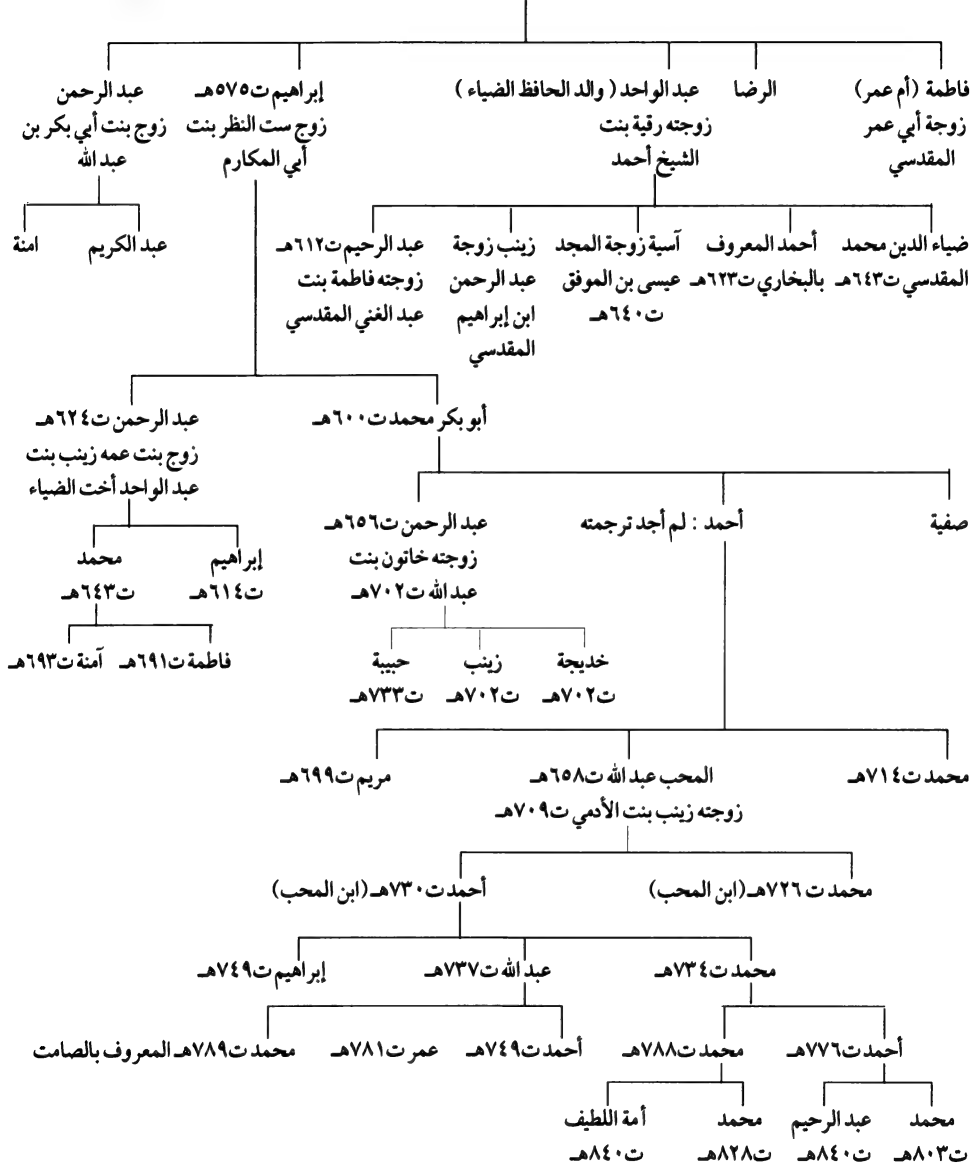 فاطمة (أم عمر)
زوجة أبي عمر
المقدسي
الرضا
عبد الواحد ( والد الحافظ الضياء )
زوجته رقية بنت
الشيخ أحمد
إبراهيم ت٥٧٥هـ
زوج ست النظر بنت
أبي المكارم
عبد الرحمن
زوج بنت أبي بكر بن
عبد الله
ضياء الدين محمد
المقدسي ت٦٤٣هـ
أحمد المعروف
بالبخاري ت٦٢٣هـ
آسية زوجة المجد
عيسى بن الموفق
ت٦٤٠هـ
زينب زوجة
عبد الرحمن
ابن إبراهيم
المقدسي
عبد الرحيم ت٦١٢هـ
زوجته فاطمة بنت
عبد الغني المقدسي
عبد الكريم
امنة
أبو بكر محمد ت٦٠٠هـ
عبد الرحمن ت٦٢٤هـ
زوج بنت عمه زينب بنت
عبد الواحد أخت الضياء
صفية
أحمد : لم أجد ترجمته
عبد الرحمن ت٦٥٦هـ
زوجته خاتون بنت
عبد الله ت٧٠٢هـ
إبراهيم
ت٦١٤هـ
محمد
ت٦٤٣هـ
فاطمة ت٦٩١هـ
آمنة ت٦٩٣هـ
خديجة
ت٧٠٢هـ
زينب
ت٧٠٢هـ
حبيبة
ت٧٣٣هـ
محمد ت٧١٤هـ
المحب عبد الله ت٦٥٨هـ
زوجته زينب بنت الأدمي ت٧٠٩هـ
مريم ت٦٩٩هـ
محمد ت ٧٢٦هـ (ابن المحب)
أحمد ت٧٣٠هـ (ابن المحب)
محمد ت٧٣٤هـ
عبد الله ت٧٣٧هـ
إبراهيم ت٧٤٩هـ
أحمد ت٧٧٦هـ
محمد ت٧٨٨هـ
أحمد ت٧٤٩هـ
عمر ت٧٨١هـ
محمد ت٧٨٩هـ المعروف بالصامت
محمد
ت٨٠٣هـ
عبد الرحيم
ت٨٤٠هـ
محمد
ت٨٢٨هـ
أمة اللطيف
ت٨٤٠هـ